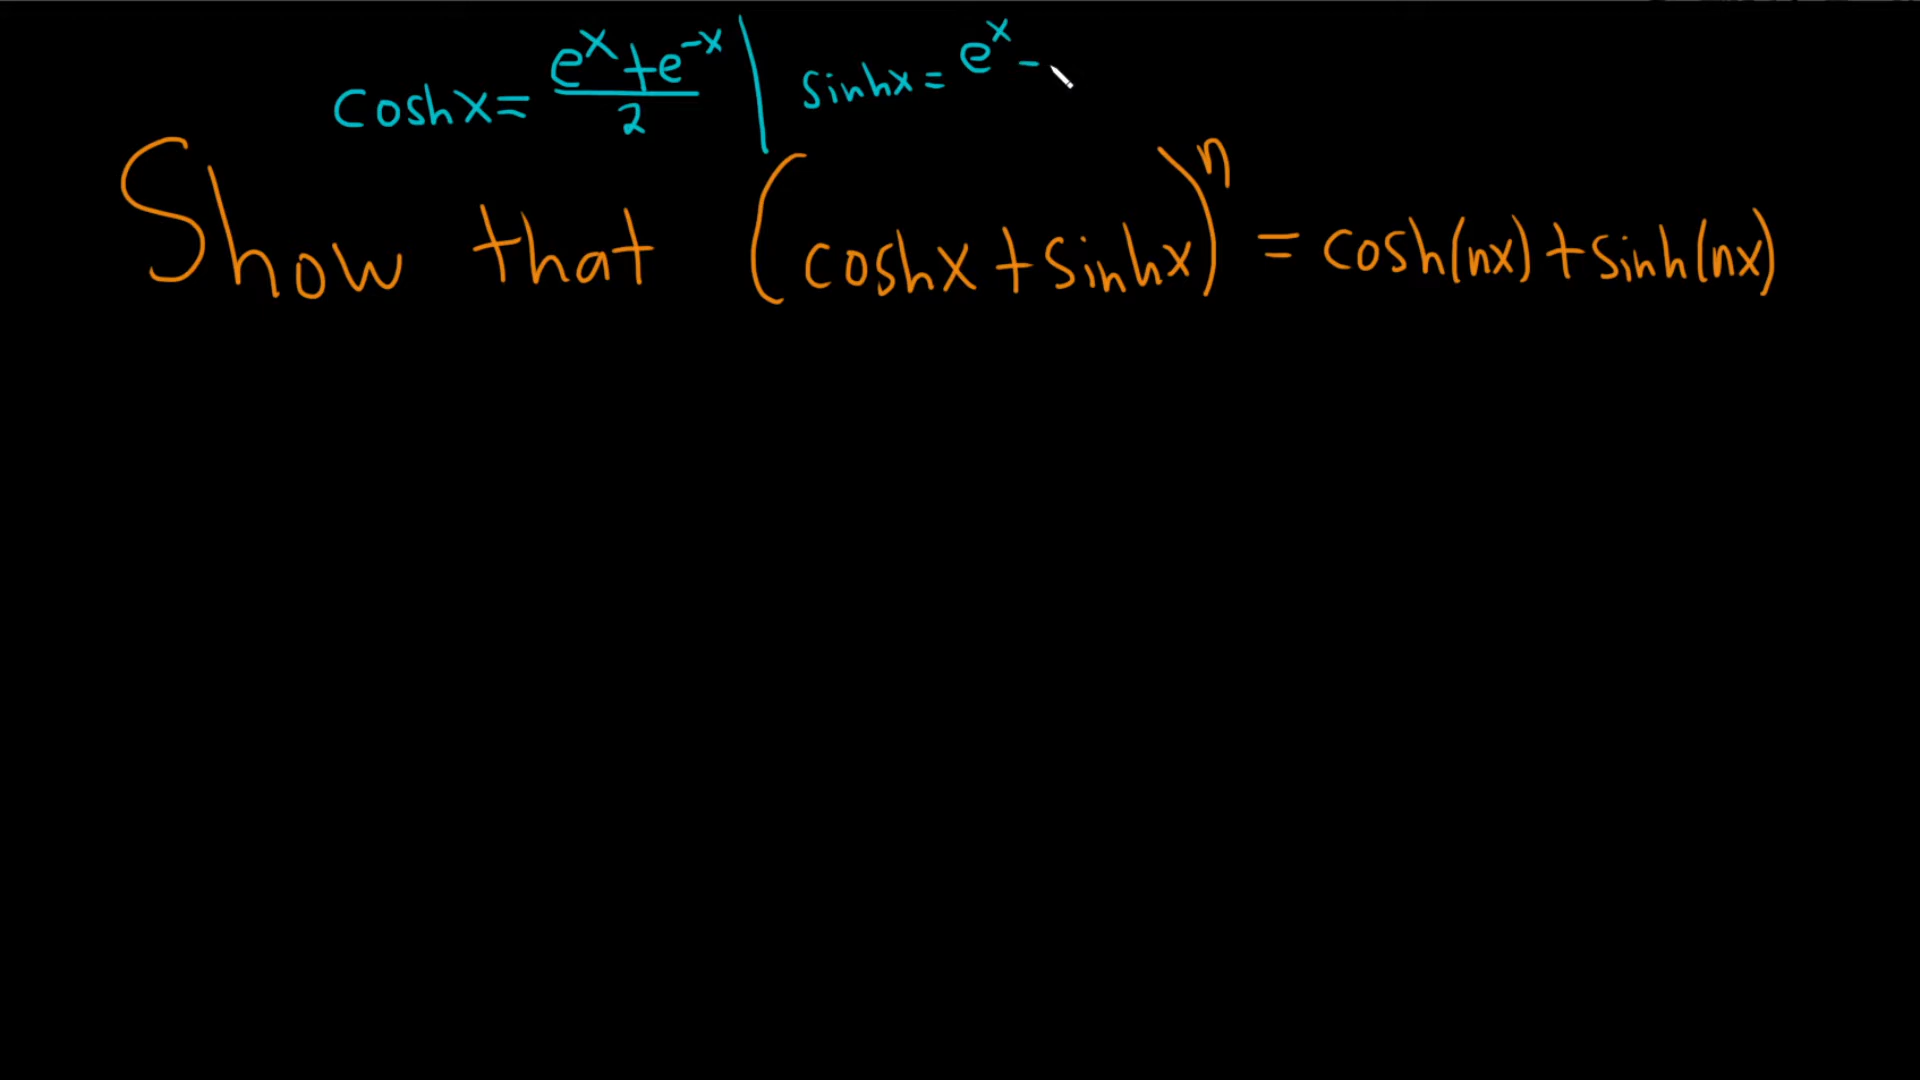 coshx = e^x + e^-x / 2 | sinhx = e^x -
Show that (coshx + sinhx)^n = cosh(nx) + sinh(nx)